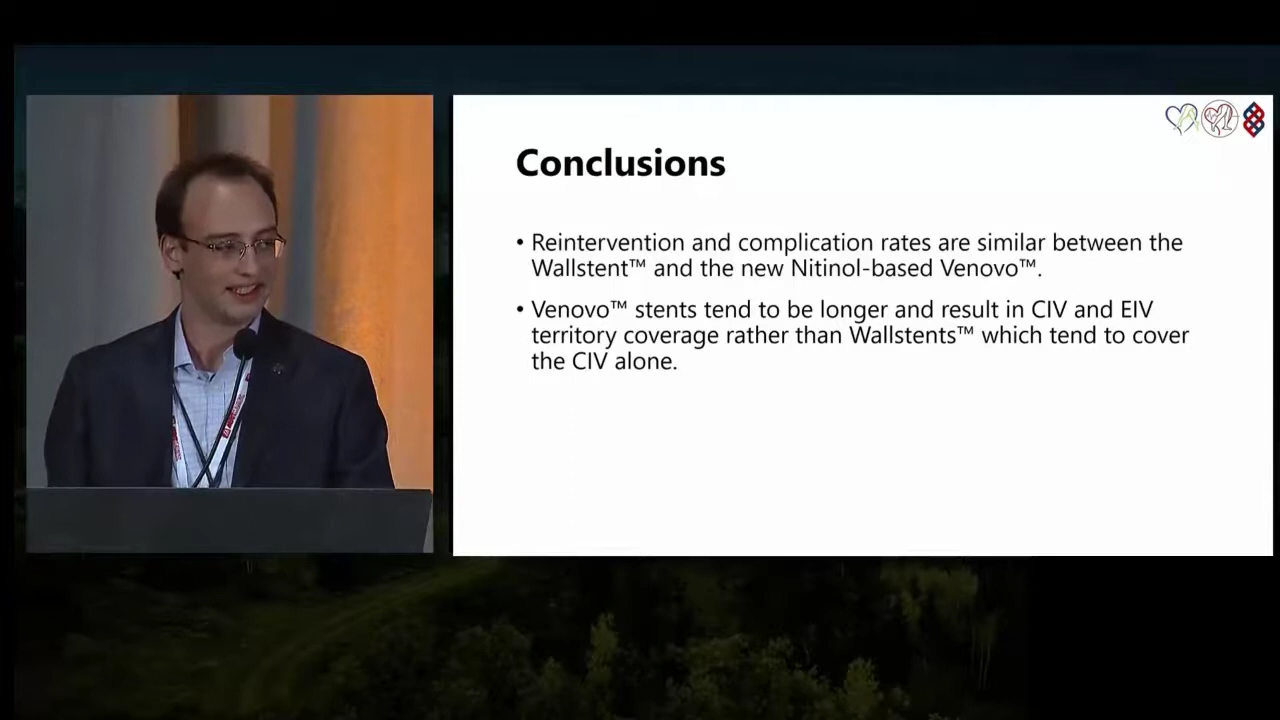 Conclusions
• Reintervention and complication rates are similar between the
Wallstent™ and the new Nitinol-based Venovo™.
• Venovo™ stents tend to be longer and result in CIV and EIV
territory coverage rather than Wallstents™ which tend to cover
the CIV alone.